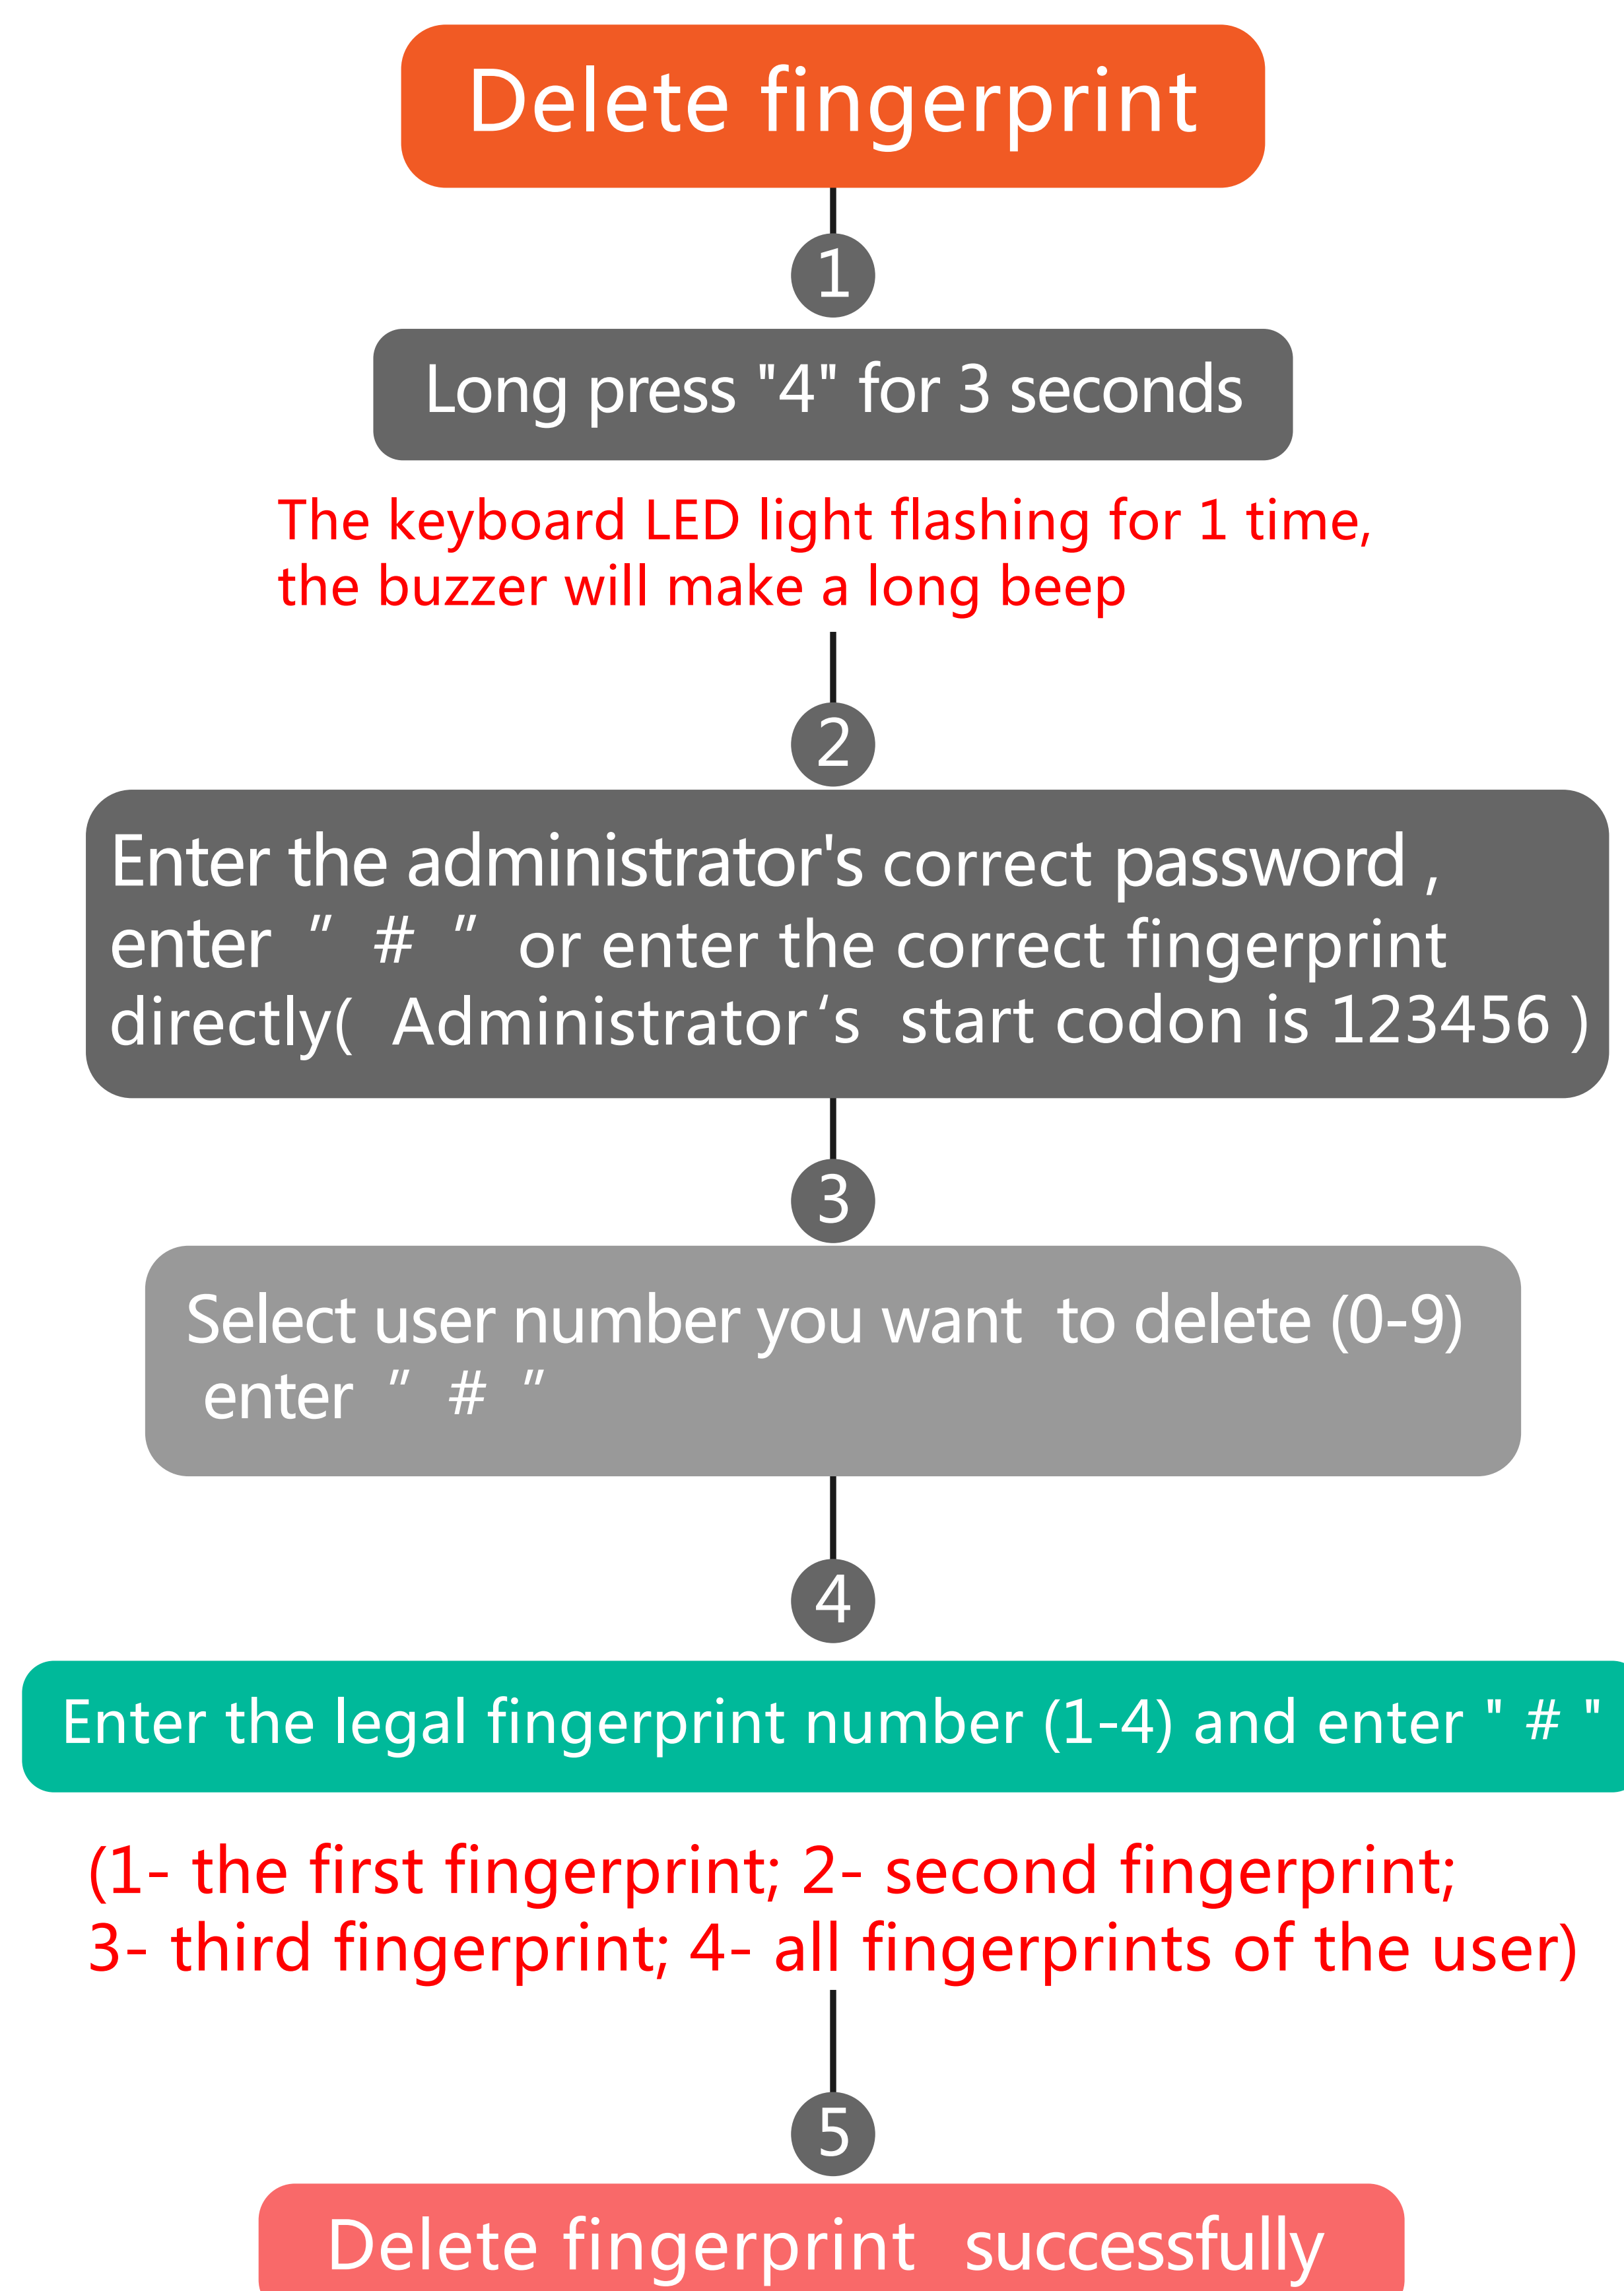 Delete fingerprint
1
Long press "4" for 3 seconds
The keyboard LED light flashing for 1 time,
the buzzer will make a long beep
2
Enter the administrator's correct password ,
enter " # " or enter the correct fingerprint
directly( Administrator‘s start codon is 123456 )
3
Select user number you want to delete (0-9)
enter " # "
4
Enter the legal fingerprint number (1-4) and enter " # "
(1- the first fingerprint; 2- second fingerprint;
3- third fingerprint; 4- all fingerprints of the user)
5
Delete fingerprint successfully